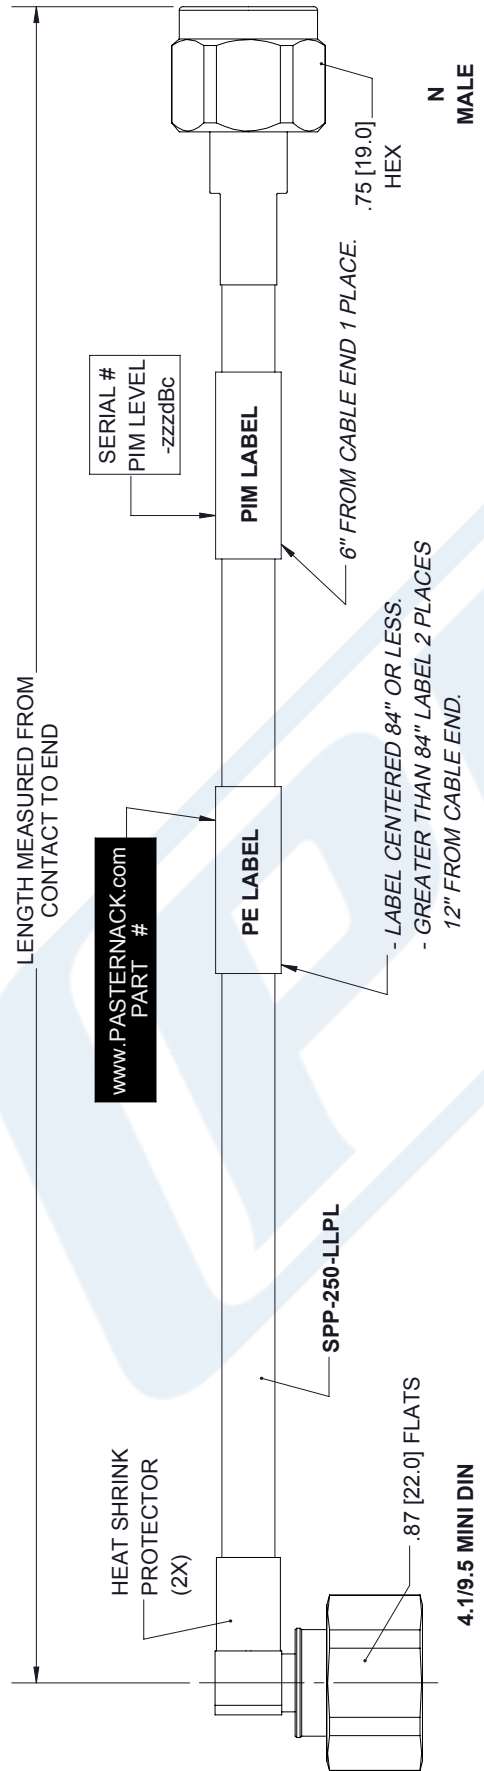 LENGTH MEASURED FROM
CONTACT TO END
HEAT SHRINK
PROTECTOR
(2X)
www.PASTERNACK.com
PART #
SERIAL #
PIM LEVEL
-zzzdBc
PE LABEL
PIM LABEL
.75 [19.0]
HEX
N
MALE
6" FROM CABLE END 1 PLACE.
- LABEL CENTERED 84" OR LESS.
- GREATER THAN 84" LABEL 2 PLACES
12" FROM CABLE END.
SPP-250-LLPL
.87 [22.0] FLATS
4.1/9.5 MINI DIN